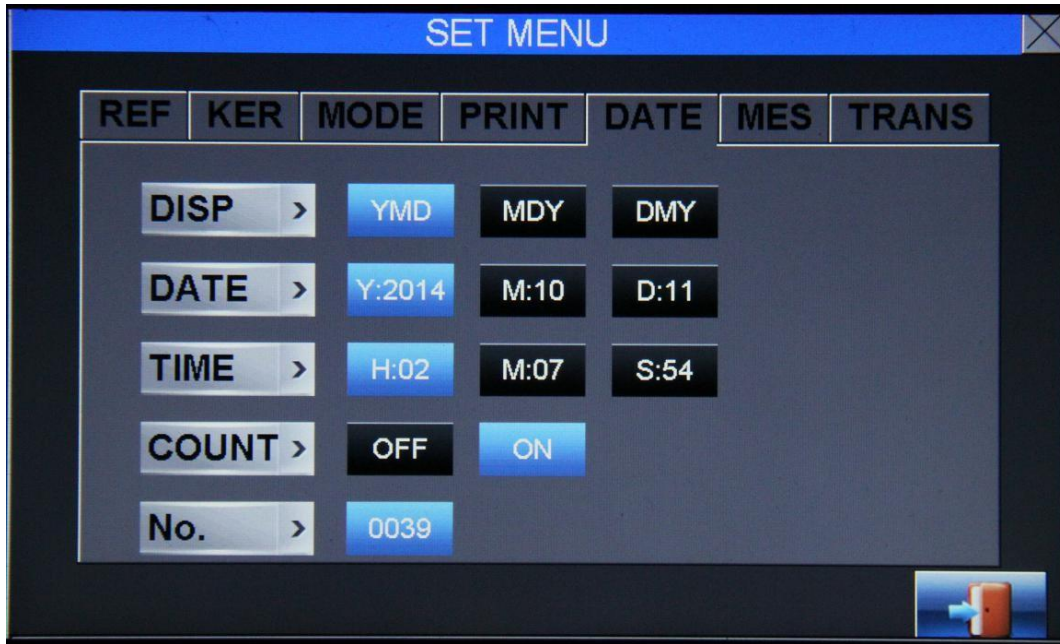 SET MENU
REF KER MODE PRINT DATE MES TRANS
DISP > YMD MDY DMY
DATE > Y:2014 M:10 D:11
TIME > H:02 M:07 S:54
COUNT > OFF ON
No. > 0039